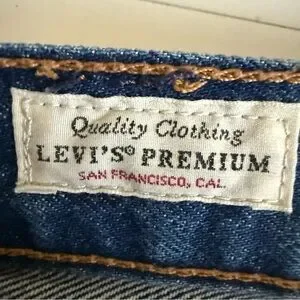 Quality Clothing
LEVI'S® PREMIUM
SAN FRANCISCO, CAL.